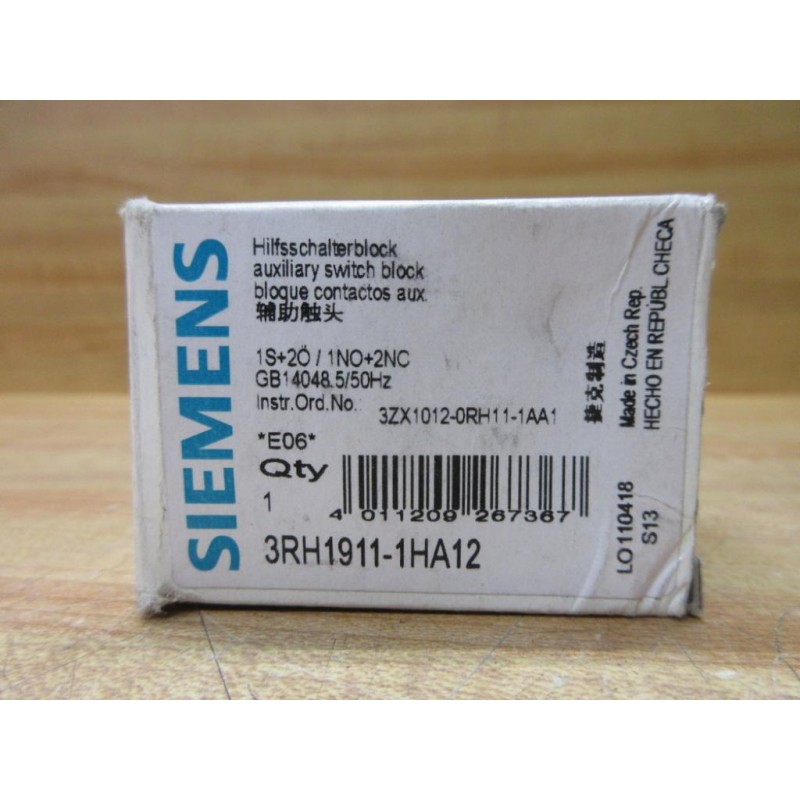 SIEMENS
Hilfsschalterblock
auxiliary switch block
bloque contactos aux.
辅助触头
1S+2Ö / 1NO+2NC
GB14048.5/50Hz
Instr.Ord.No.: 3ZX1012-0RH11-1AA1
*E06*
Qty
1
4 011209 267367
3RH1911-1HA12
捷克制造
Made in Czech Rep.
HECHO EN REPÚBL.CHECA
LO110418
S13